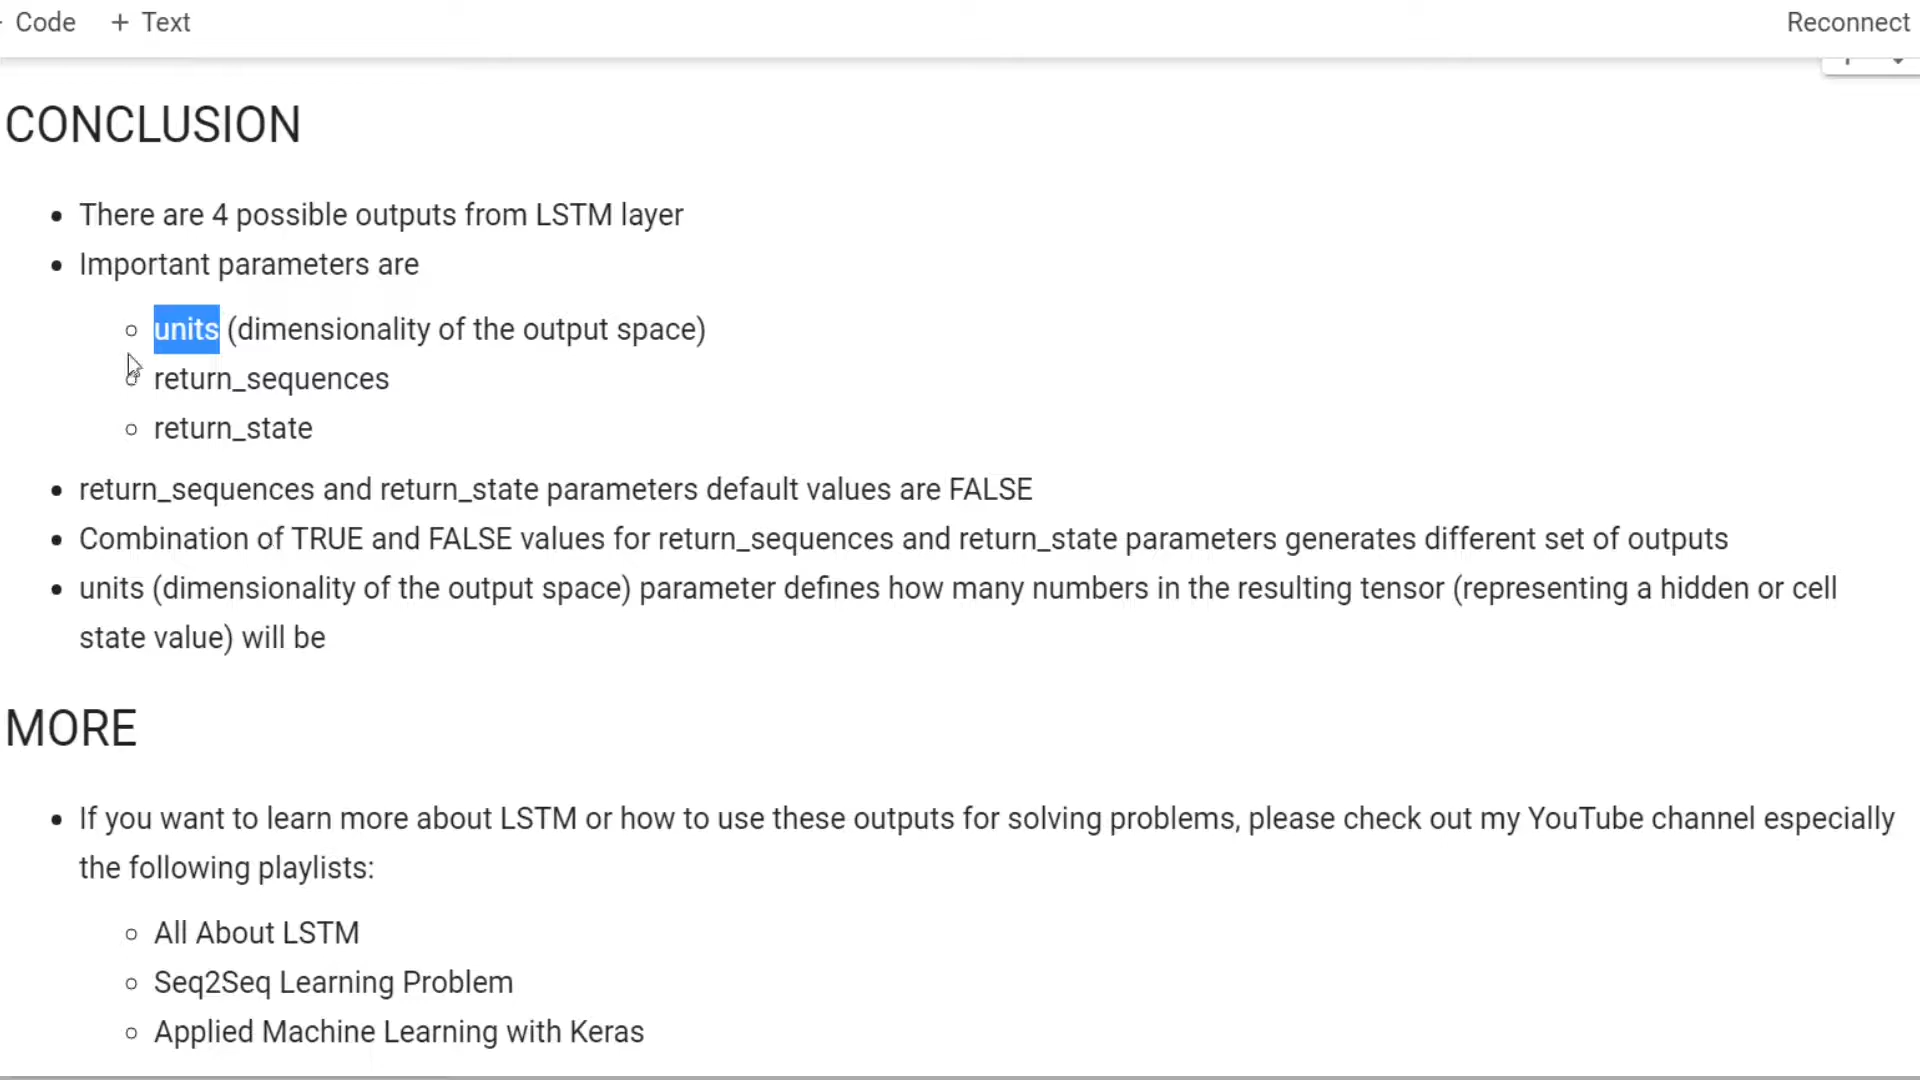 Code + Text Reconnect
CONCLUSION
• There are 4 possible outputs from LSTM layer
• Important parameters are
○ units (dimensionality of the output space)
○ return_sequences
○ return_state
• return_sequences and return_state parameters default values are FALSE
• Combination of TRUE and FALSE values for return_sequences and return_state parameters generates different set of outputs
• units (dimensionality of the output space) parameter defines how many numbers in the resulting tensor (representing a hidden or cell
state value) will be
MORE
• If you want to learn more about LSTM or how to use these outputs for solving problems, please check out my YouTube channel especially
the following playlists:
○ All About LSTM
○ Seq2Seq Learning Problem
○ Applied Machine Learning with Keras